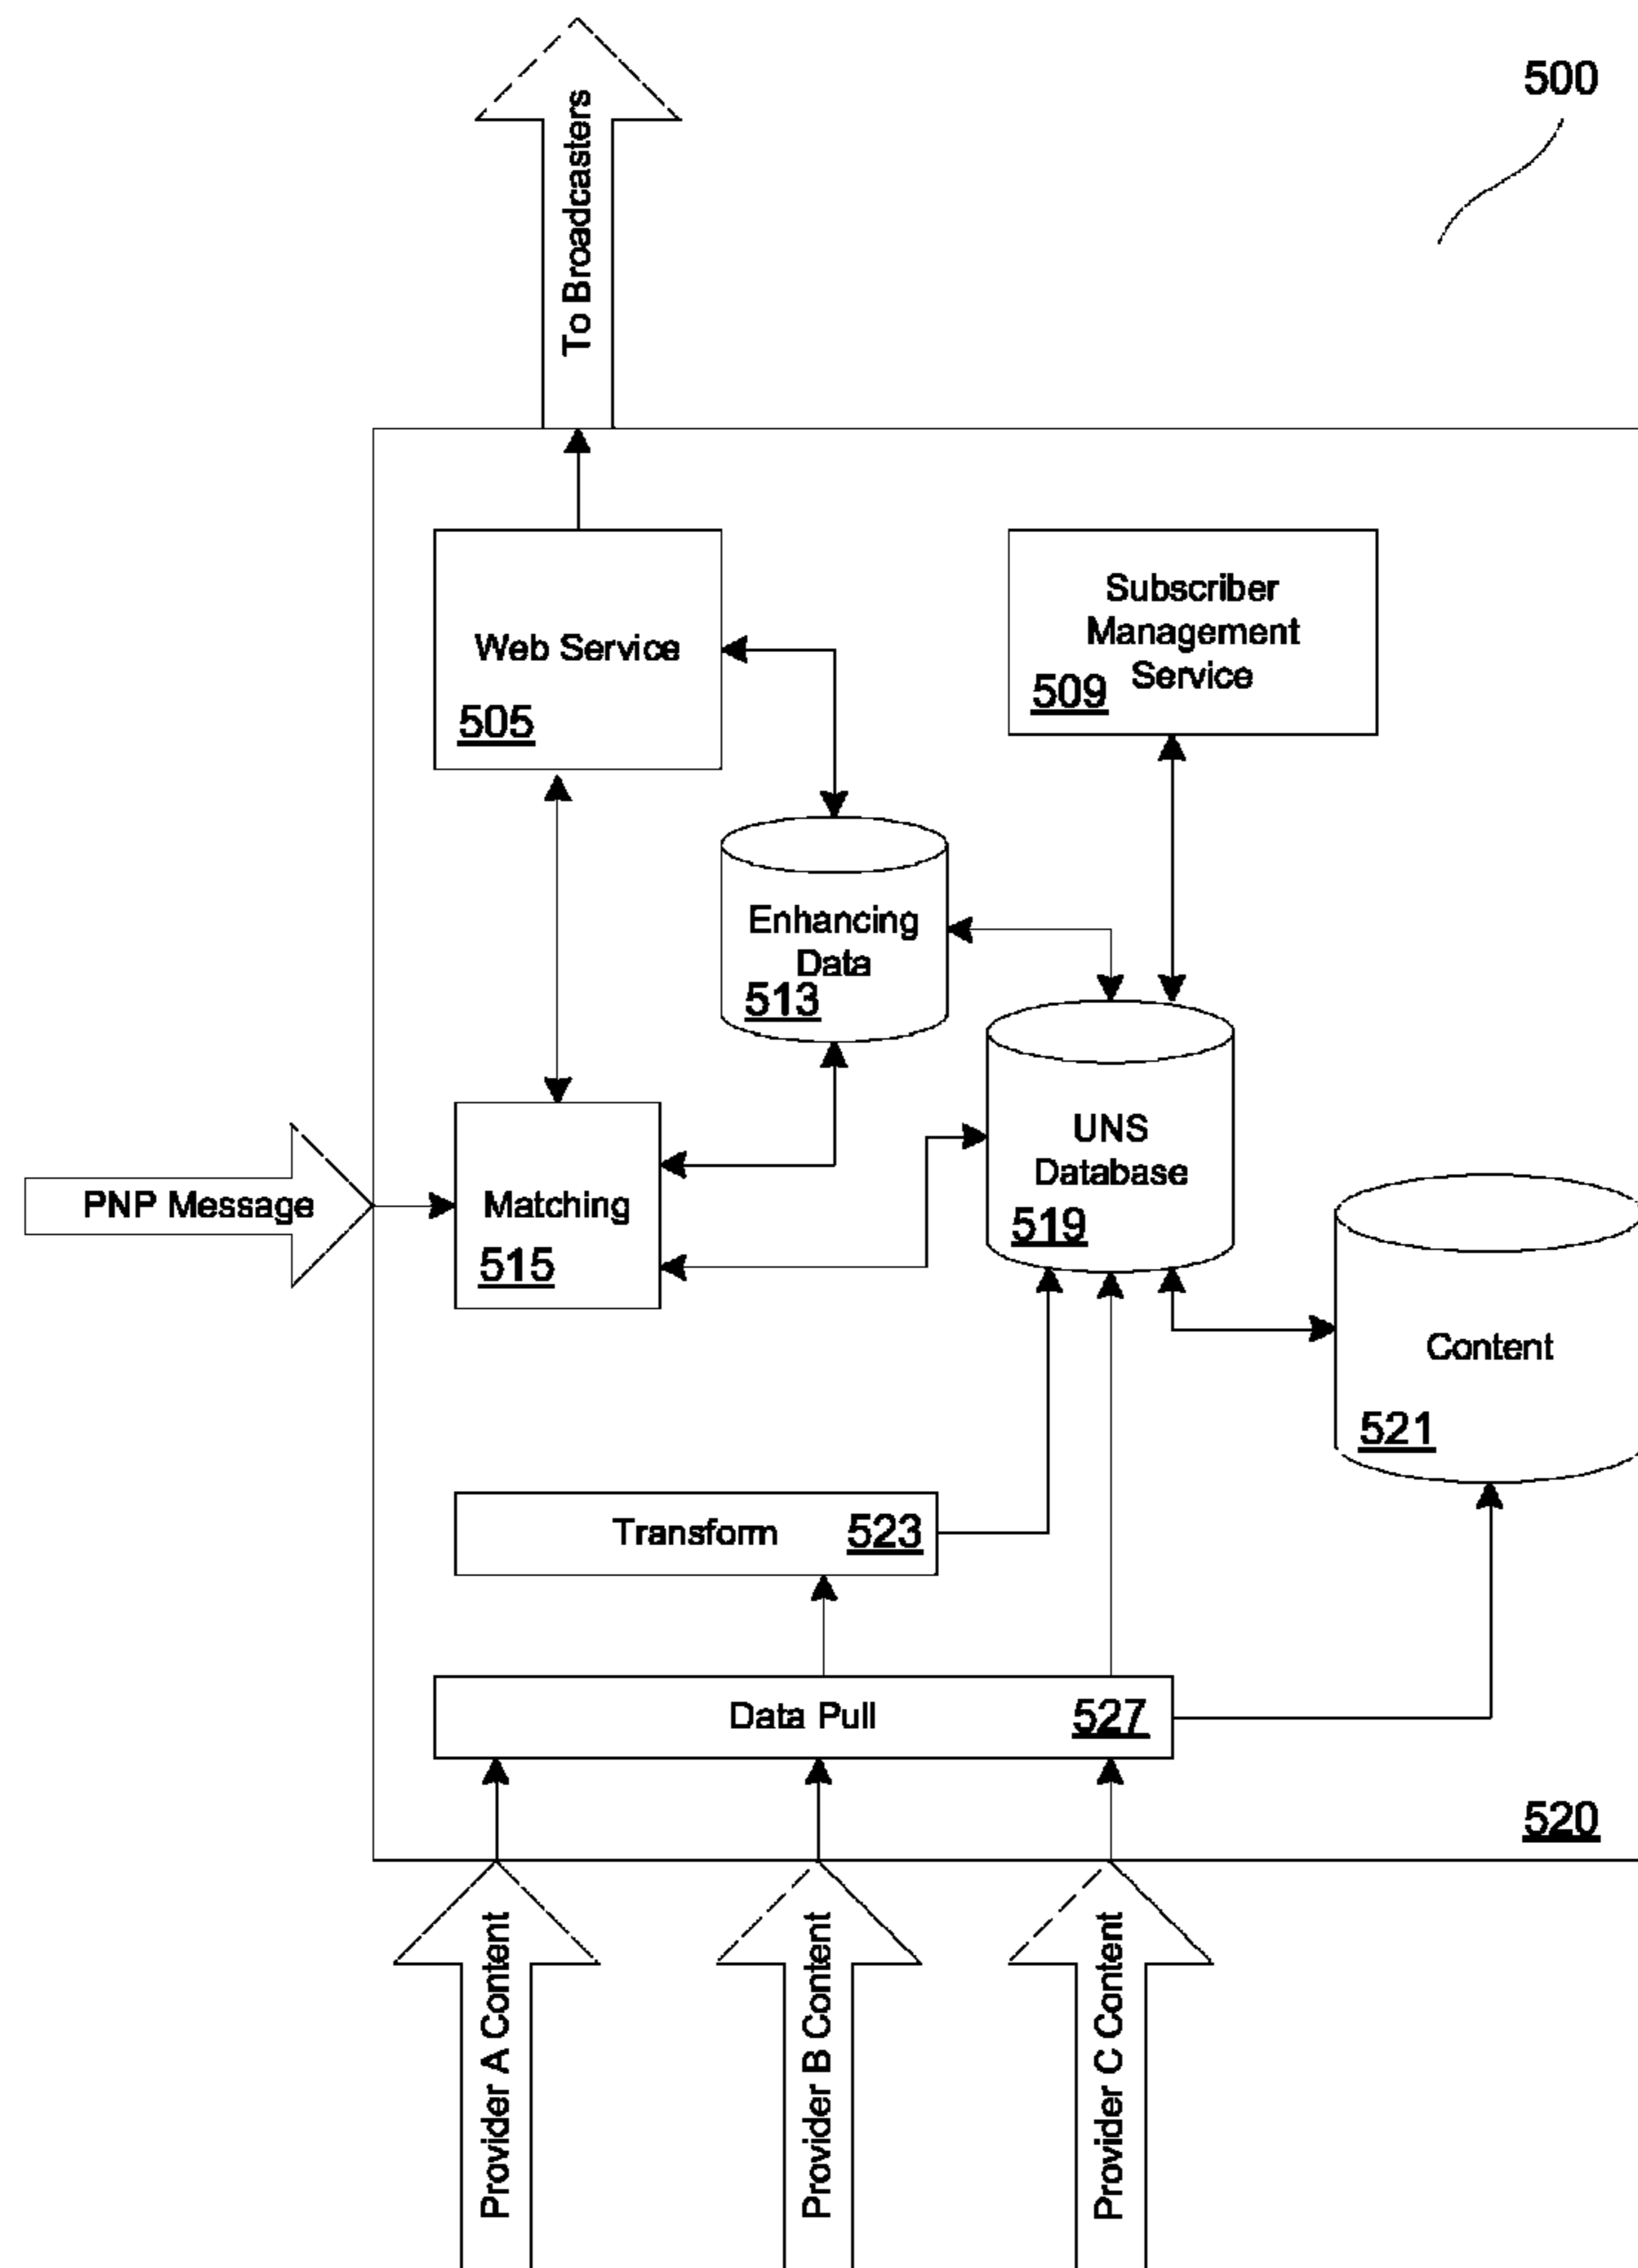 To Broadcasters
500
Web Service
505
Subscriber
Management
Service
509
Enhancing
Data
513
UNS
Database
519
PNP Message
Matching
515
Content
521
Transform 523
Data Pull 527
520
Provider A Content
Provider B Content
Provider C Content